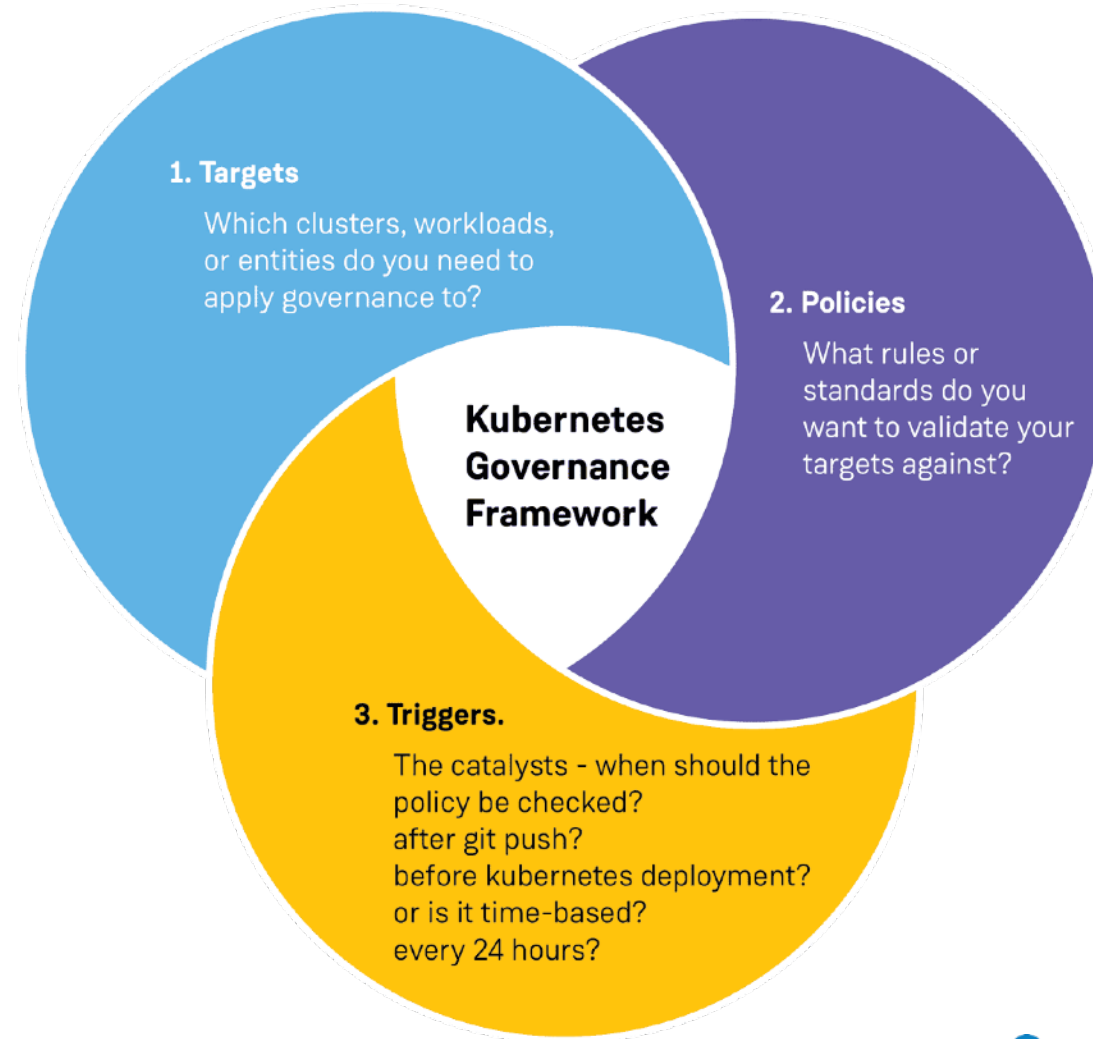 1. Targets
Which clusters, workloads,
or entities do you need to
apply governance to?
2. Policies
What rules or
standards do you
want to validate your
targets against?
Kubernetes
Governance
Framework
3. Triggers.
The catalysts - when should the
policy be checked?
after git push?
before kubernetes deployment?
or is it time-based?
every 24 hours?